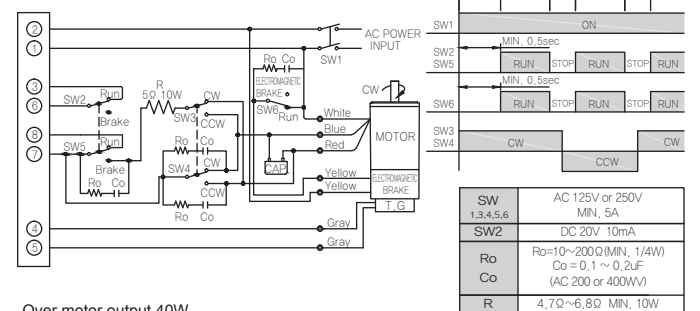 ②
①
③
⑥
⑧
⑦
④
⑤
AC POWER
INPUT
SW1
Ro Co
ELECTROMAGNETIC
BRAKE
SW6
Run
R
5Ω 10W
CW
SW3
CCW
SW2
Run
Brake
SW5
Run
Brake
Ro Co
Ro Co
SW4
CW
CCW
Ro Co
CAP
White
Blue
Red
Yellow
Yellow
Gray
Gray
CW
MOTOR
ELECTROMAGNETIC
BRAKE
T.G
SW1
ON
MIN. 0.5sec
SW2
SW5
RUN STOP RUN STOP RUN
MIN. 0.5sec
SW6
RUN STOP RUN STOP RUN
SW3
SW4
CW
CCW
CW
SW
1,3,4,5,6
AC 125V or 250V
MIN. 5A
SW2
DC 20V 10mA
Ro
Co
Ro=10~200Ω(MIN. 1/4W)
Co = 0.1 ~ 0.2uF
(AC 200 or 400WV)
R
4.7Ω~6.8Ω MIN. 10W
Over motor output 40W